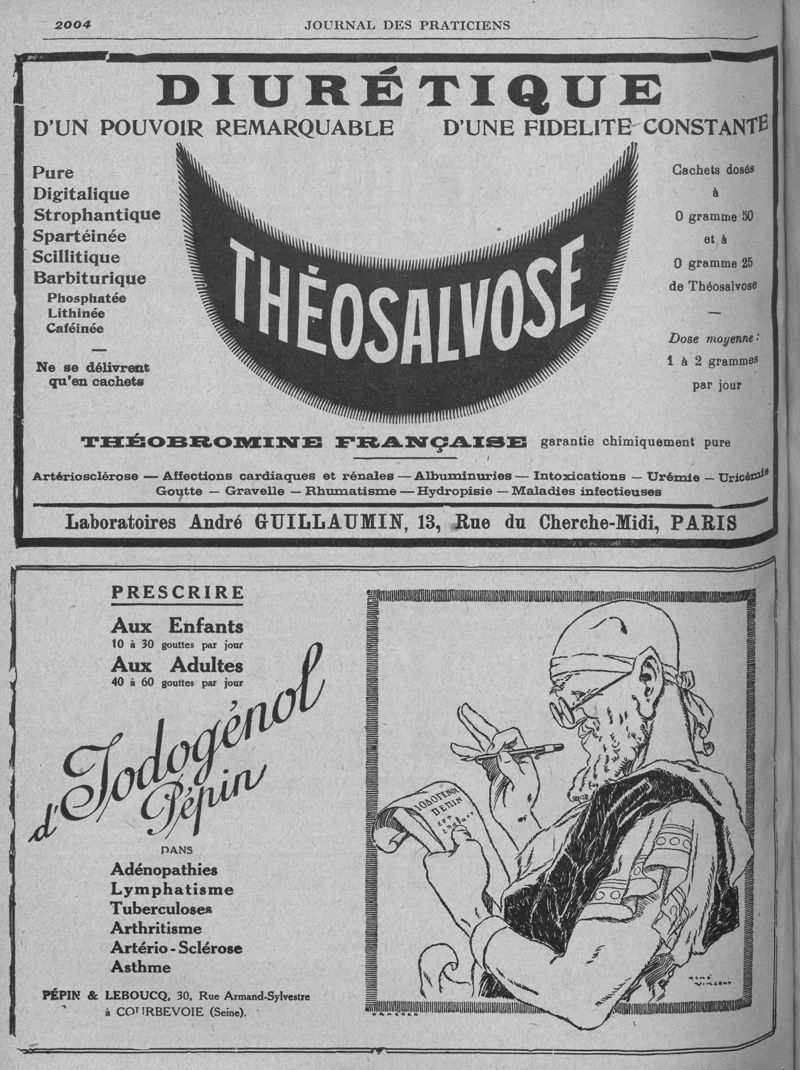 2004
JOURNAL DES PRATICIENS
DIURÉTIQUE
D'UN POUVOIR REMARQUABLE D'UNE FIDELITE CONSTANTE
Pure
Digitalique
Strophantique
Spartéinée
Scillitique
Barbiturique
Phosphatée
Lithinée
Caféinée
—
Ne se délivrent
qu'en cachets
THÉOSALVOSE
Cachets dosés
à
0 gramme 50
et à
0 gramme 25
de Théosalvose
—
Dose moyenne :
1 à 2 grammes
par jour
THÉOBROMINE FRANÇAISE garantie chimiquement pure
Artériosclérose — Affections cardiaques et rénales — Albuminuries — Intoxications — Urémie — Uricémie
Goutte — Gravelle — Rhumatisme — Hydropisie — Maladies infectieuses
Laboratoires André GUILLAUMIN, 13, Rue du Cherche-Midi, PARIS
PRESCRIRE
Aux Enfants
10 à 30 gouttes par jour
Aux Adultes
40 à 60 gouttes par jour
d'Iodogénol
Pépin
DANS
Adénopathies
Lymphatisme
Tuberculoses
Arthritisme
Artério-Sclérose
Asthme
PÉPIN & LEBOUCQ, 30, Rue Armand-Sylvestre
à COURBEVOIE (Seine).
IODOGENOL
PEPIN
RENÉ
VINCENT